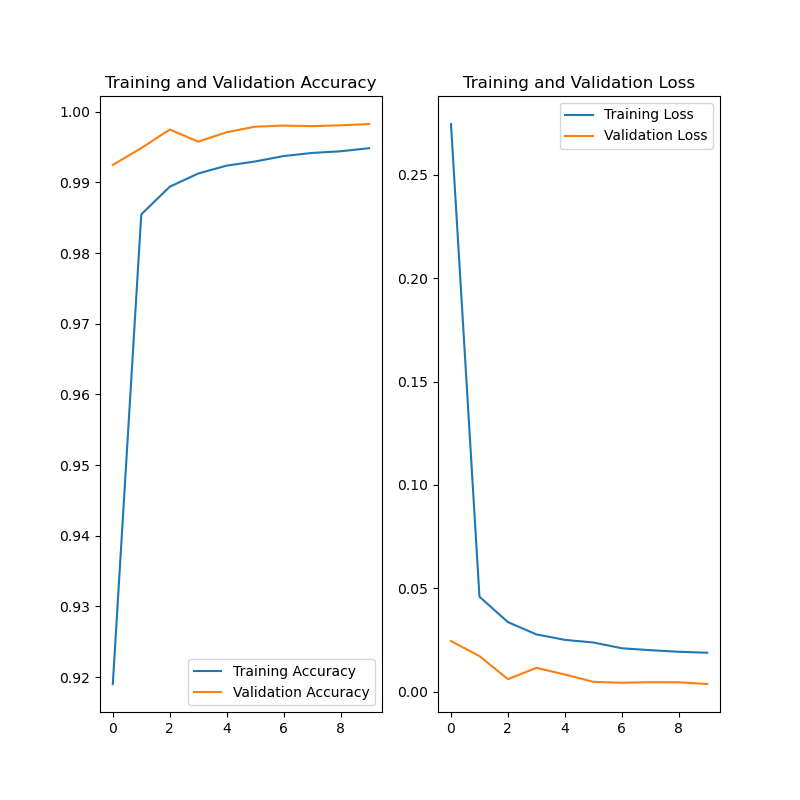 Training and Validation Accuracy
1.00
0.99
0.98
0.97
0.96
0.95
0.94
0.93
0.92
0 2 4 6 8
Training Accuracy
Validation Accuracy
Training and Validation Loss
0.25
0.20
0.15
0.10
0.05
0.00
0 2 4 6 8
Training Loss
Validation Loss